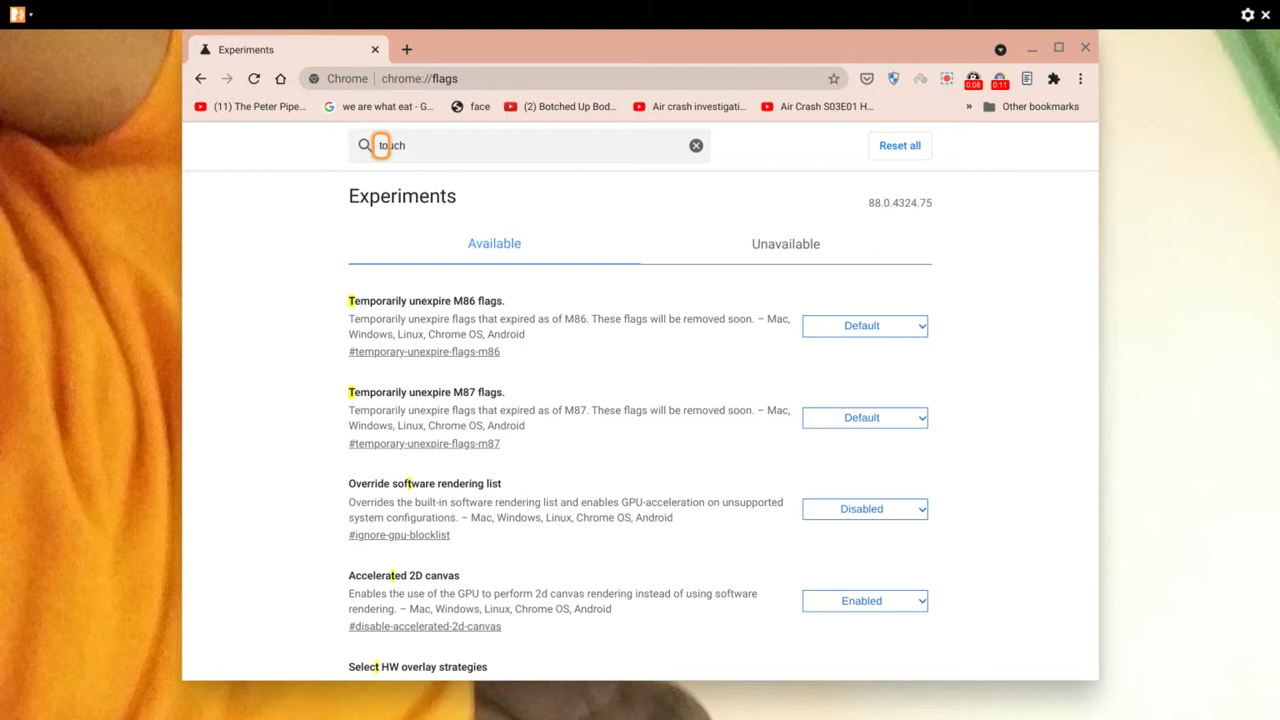 Experiments
Chrome | chrome://flags
0:08
0:11
(11) The Peter Pipe...
we are what eat - G...
face
(2) Botched Up Bod...
Air crash investigati...
Air Crash S03E01 H...
»
Other bookmarks
touch
Reset all
Experiments
88.0.4324.75
Available
Unavailable
Temporarily unexpire M86 flags.
Temporarily unexpire flags that expired as of M86. These flags will be removed soon. – Mac,
Windows, Linux, Chrome OS, Android
#temporary-unexpire-flags-m86
Default
Temporarily unexpire M87 flags.
Temporarily unexpire flags that expired as of M87. These flags will be removed soon. – Mac,
Windows, Linux, Chrome OS, Android
#temporary-unexpire-flags-m87
Default
Override software rendering list
Overrides the built-in software rendering list and enables GPU-acceleration on unsupported
system configurations. – Mac, Windows, Linux, Chrome OS, Android
#ignore-gpu-blocklist
Disabled
Accelerated 2D canvas
Enables the use of the GPU to perform 2d canvas rendering instead of using software
rendering. – Mac, Windows, Linux, Chrome OS, Android
#disable-accelerated-2d-canvas
Enabled
Select HW overlay strategies